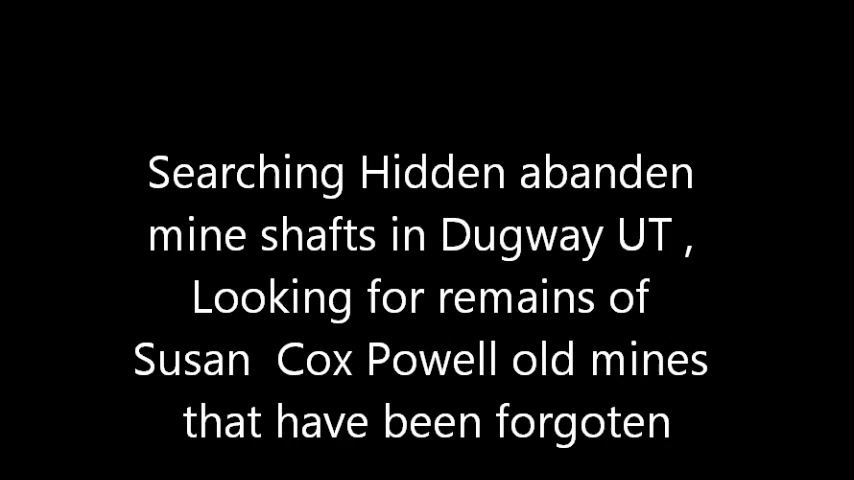 Searching Hidden abanden
mine shafts in Dugway UT ,
Looking for remains of
Susan  Cox Powell old mines
that have been forgoten